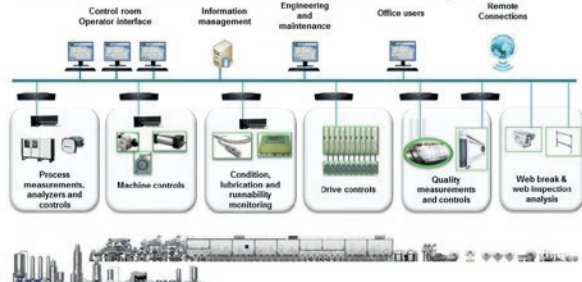 Control room
Operator interface
Information
management
Engineering and
maintenance
Office users
Remote
Connections
Process
measurements,
analyzers and
controls
Machine controls
Condition,
lubrication and
runnability
monitoring
Drive controls
Quality
measurements
and controls
Web break &
web inspection
analysis